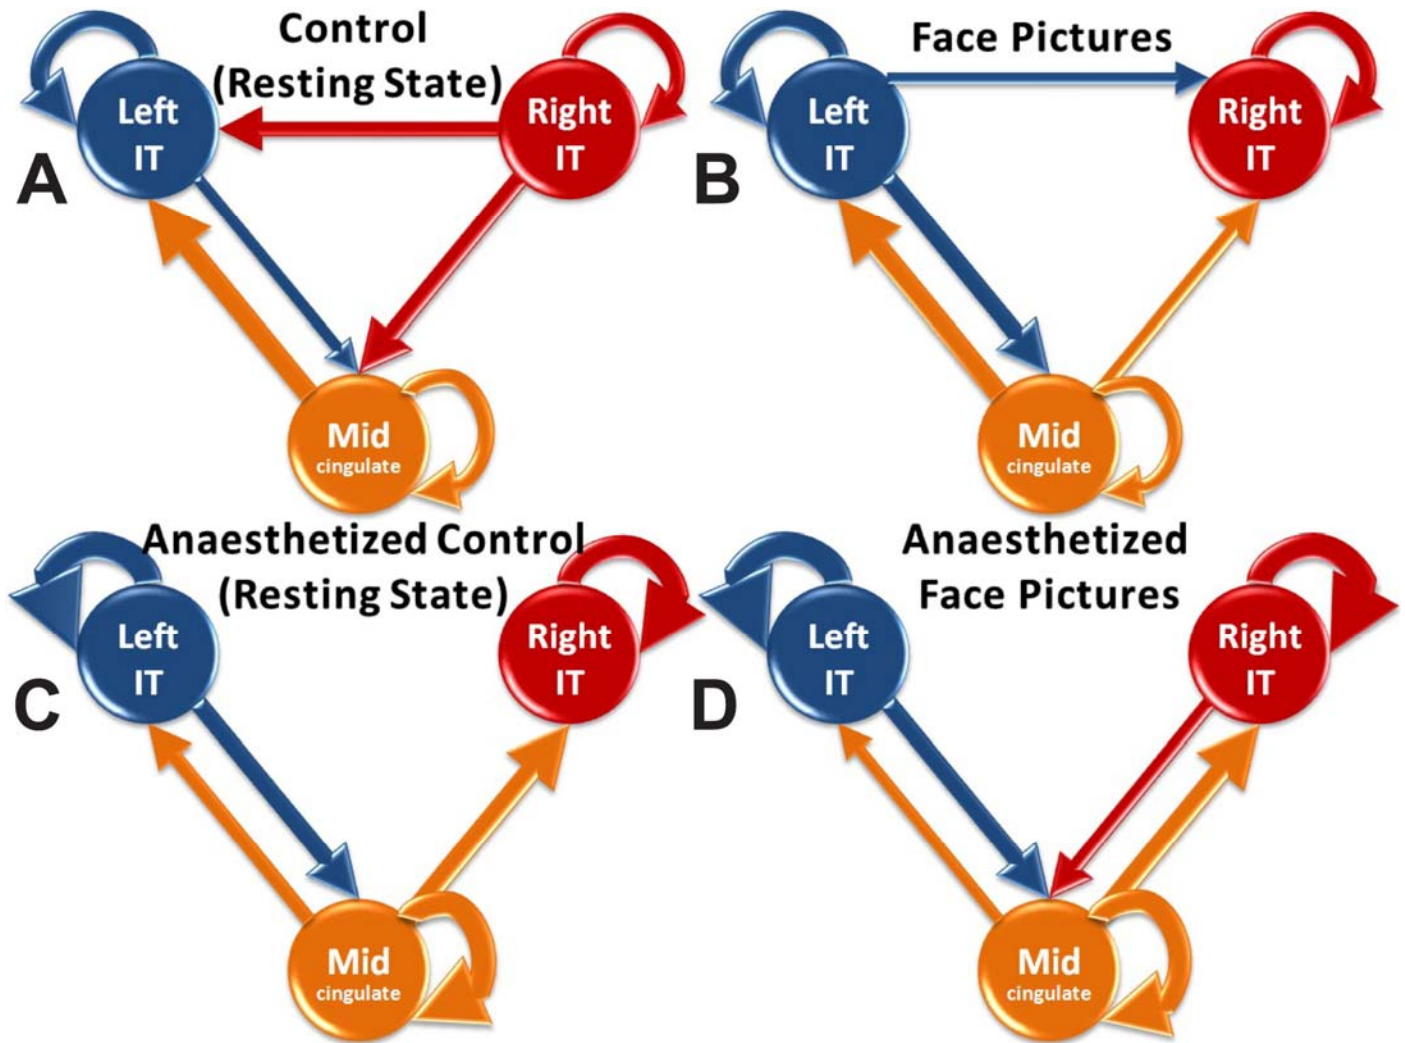 A
Control
(Resting State)
Left
IT
Right
IT
Mid
cingulate
B
Face Pictures
Left
IT
Right
IT
Mid
cingulate
C
Anaesthetized Control
(Resting State)
Left
IT
Right
IT
Mid
cingulate
D
Anaesthetized
Face Pictures
Left
IT
Right
IT
Mid
cingulate